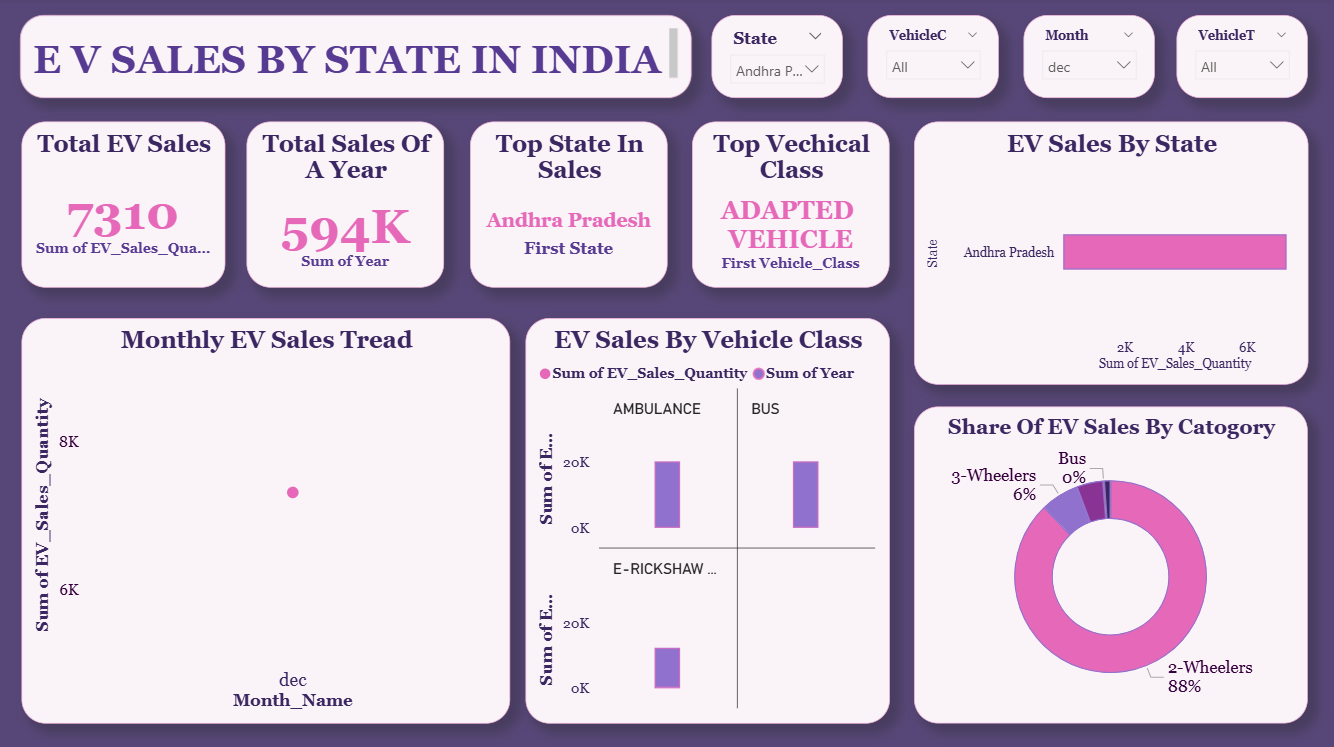 E V SALES BY STATE IN INDIA
State
Andhra P...
VehicleC
All
Month
dec
VehicleT
All
Total EV Sales
7310
Sum of EV_Sales_Qua...
Total Sales Of
A Year
594K
Sum of Year
Top State In
Sales
Andhra Pradesh
First State
Top Vechical
Class
ADAPTED
VEHICLE
First Vehicle_Class
EV Sales By State
State
Andhra Pradesh
2K 4K 6K
Sum of EV_Sales_Quantity
Monthly EV Sales Tread
Sum of EV_Sales_Quantity
8K
6K
dec
Month_Name
EV Sales By Vehicle Class
Sum of EV_Sales_Quantity Sum of Year
AMBULANCE BUS
Sum of E...
20K
0K
E-RICKSHAW ...
Sum of E...
20K
0K
Share Of EV Sales By Catogory
Bus
0%
3-Wheelers
6%
2-Wheelers
88%